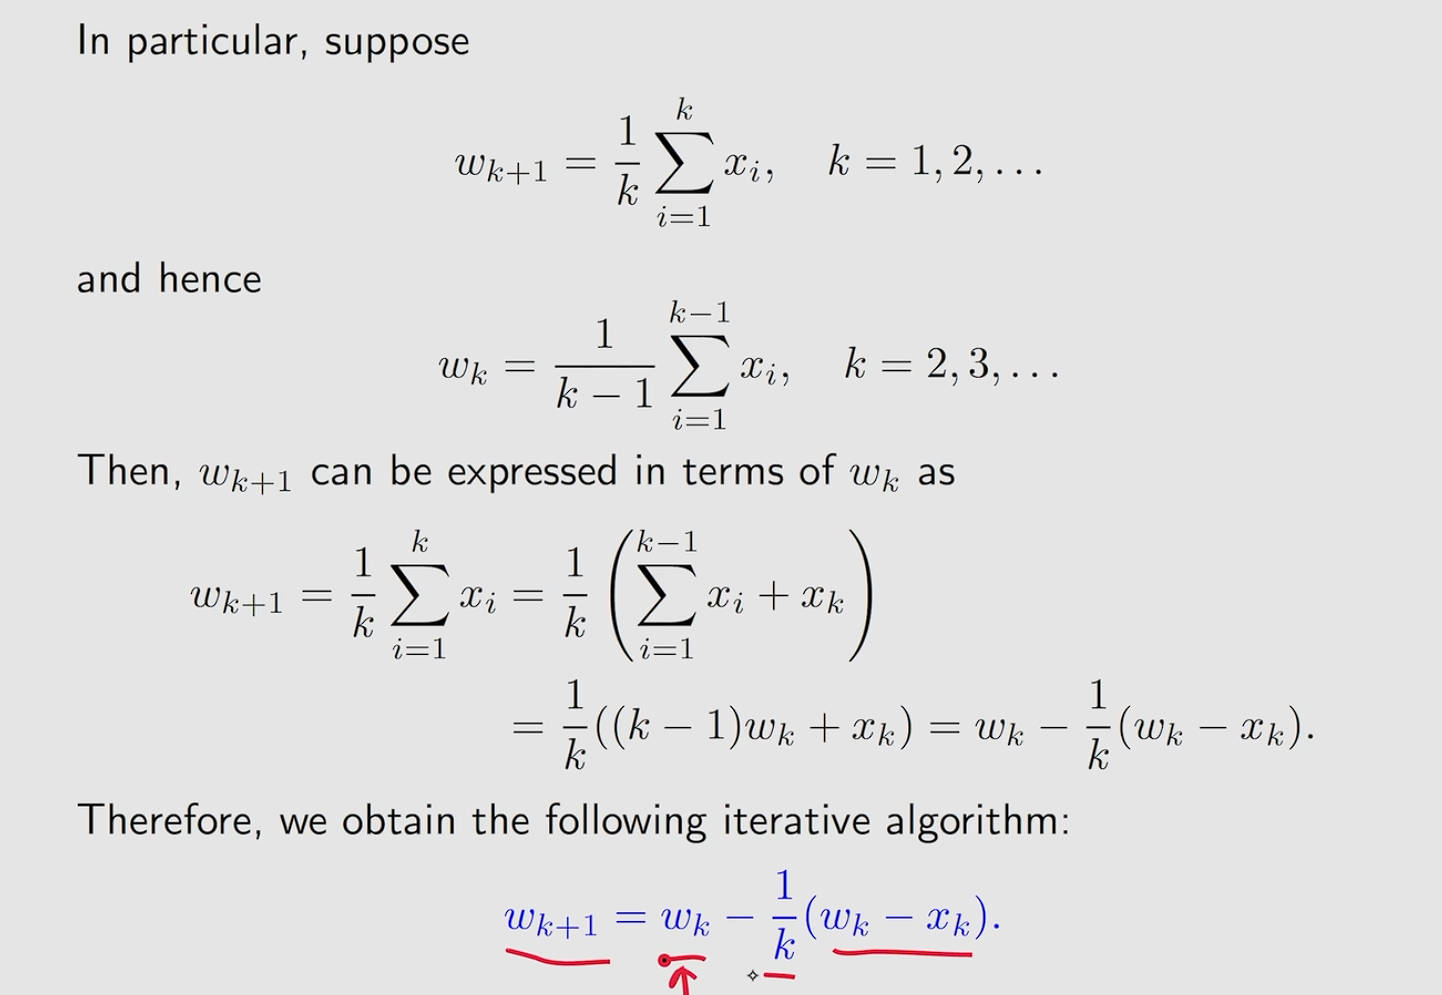 In particular, suppose
$w_{k+1} = \frac{1}{k} \sum_{i=1}^{k} x_i, \quad k = 1, 2, \ldots$
and hence
$w_k = \frac{1}{k-1} \sum_{i=1}^{k-1} x_i, \quad k = 2, 3, \ldots$
Then, $w_{k+1}$ can be expressed in terms of $w_k$ as
$w_{k+1} = \frac{1}{k} \sum_{i=1}^{k} x_i = \frac{1}{k} \left( \sum_{i=1}^{k-1} x_i + x_k \right)$
$= \frac{1}{k}((k-1)w_k + x_k) = w_k - \frac{1}{k}(w_k - x_k).$
Therefore, we obtain the following iterative algorithm:
$w_{k+1} = w_k - \frac{1}{k}(w_k - x_k).$